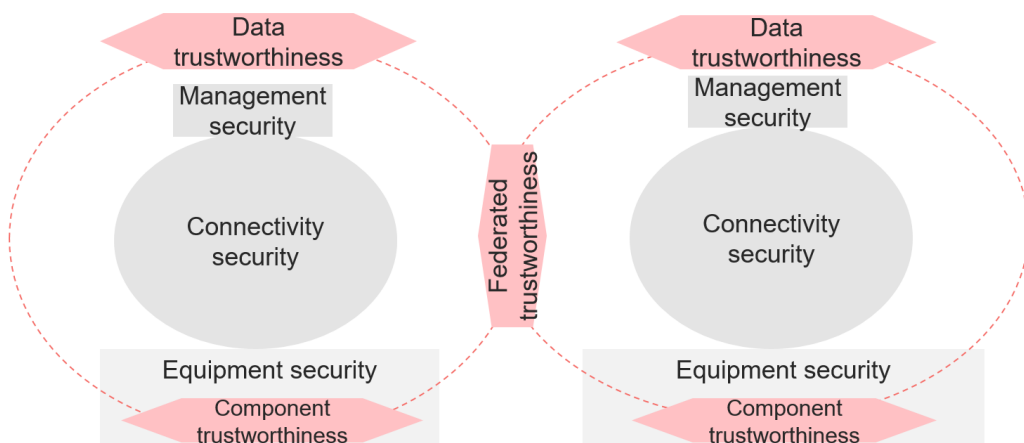 Data
trustworthiness
Management
security
Connectivity
security
Equipment security
Component
trustworthiness
Federated
trustworthiness
Data
trustworthiness
Management
security
Connectivity
security
Equipment security
Component
trustworthiness